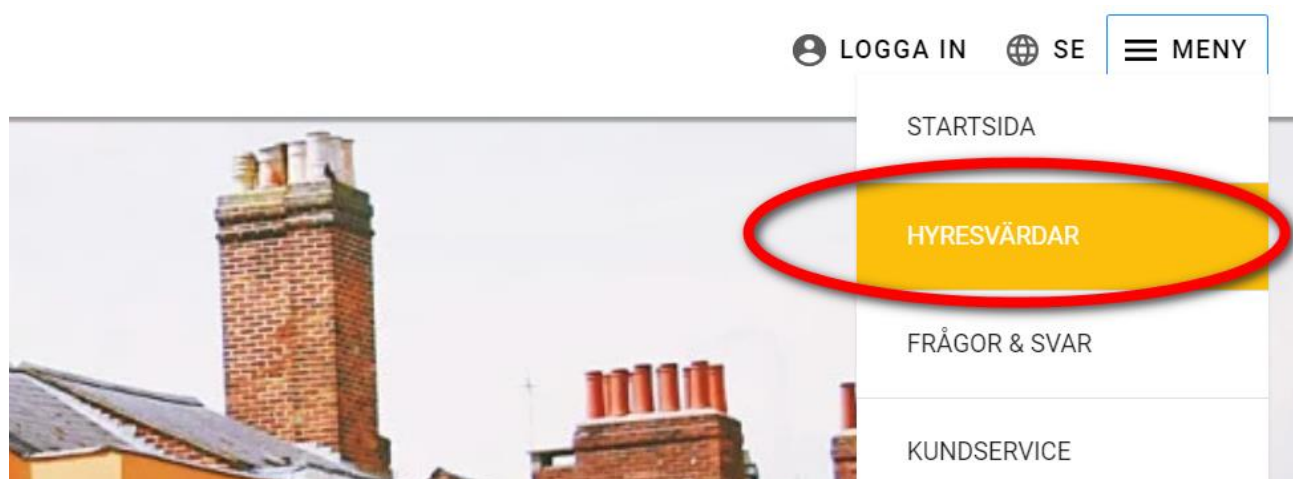 LOGGA IN SE MENY
STARTSIDA
HYRESVÄRDAR
FRÅGOR & SVAR
KUNDSERVICE